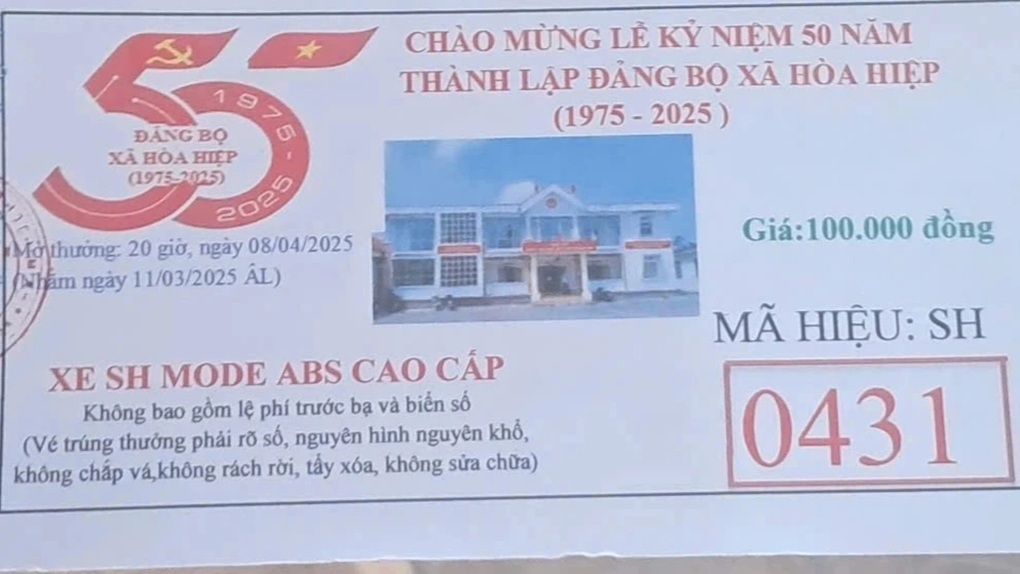 CHÀO MỪNG LỄ KỶ NIỆM 50 NĂM
THÀNH LẬP ĐẢNG BỘ XÃ HÒA HIỆP
(1975 - 2025 )
1975 - 2025
ĐẢNG BỘ
XÃ HÒA HIỆP
(1975-2025)
Mở thưởng: 20 giờ, ngày 08/04/2025
(Nhằm ngày 11/03/2025 ÂL)
Giá:100.000 đồng
MÃ HIỆU: SH
0431
XE SH MODE ABS CAO CẤP
Không bao gồm lệ phí trước bạ và biển số
(Vé trúng thưởng phải rõ số, nguyên hình nguyên khổ,
không chắp vá,không rách rời, tẩy xóa, không sửa chữa)